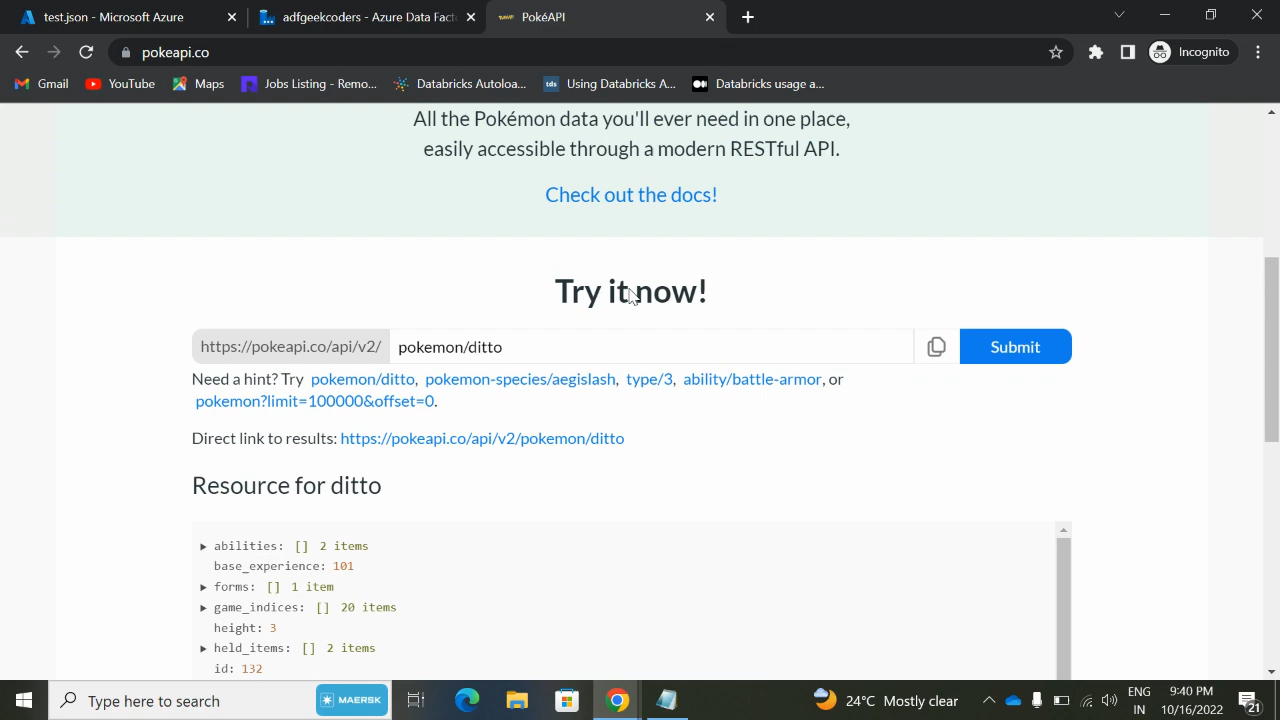 test.json - Microsoft Azure
adfgeekcoders - Azure Data Fact
PokéAPI
pokeapi.co
Incognito
Gmail
YouTube
Maps
Jobs Listing - Remo...
Databricks Autoloa...
tds
Using Databricks A...
Databricks usage a...
All the Pokémon data you'll ever need in one place,
easily accessible through a modern RESTful API.
Check out the docs!
Try it now!
https://pokeapi.co/api/v2/ pokemon/ditto
Submit
Need a hint? Try pokemon/ditto, pokemon-species/aegislash, type/3, ability/battle-armor, or
pokemon?limit=100000&offset=0.
Direct link to results: https://pokeapi.co/api/v2/pokemon/ditto
Resource for ditto
abilities: [] 2 items
base_experience: 101
forms: [] 1 item
game_indices: [] 20 items
height: 3
held_items: [] 2 items
id: 132
Type here to search
MAERSK
24°C Mostly clear
ENG
IN
9:40 PM
10/16/2022
21